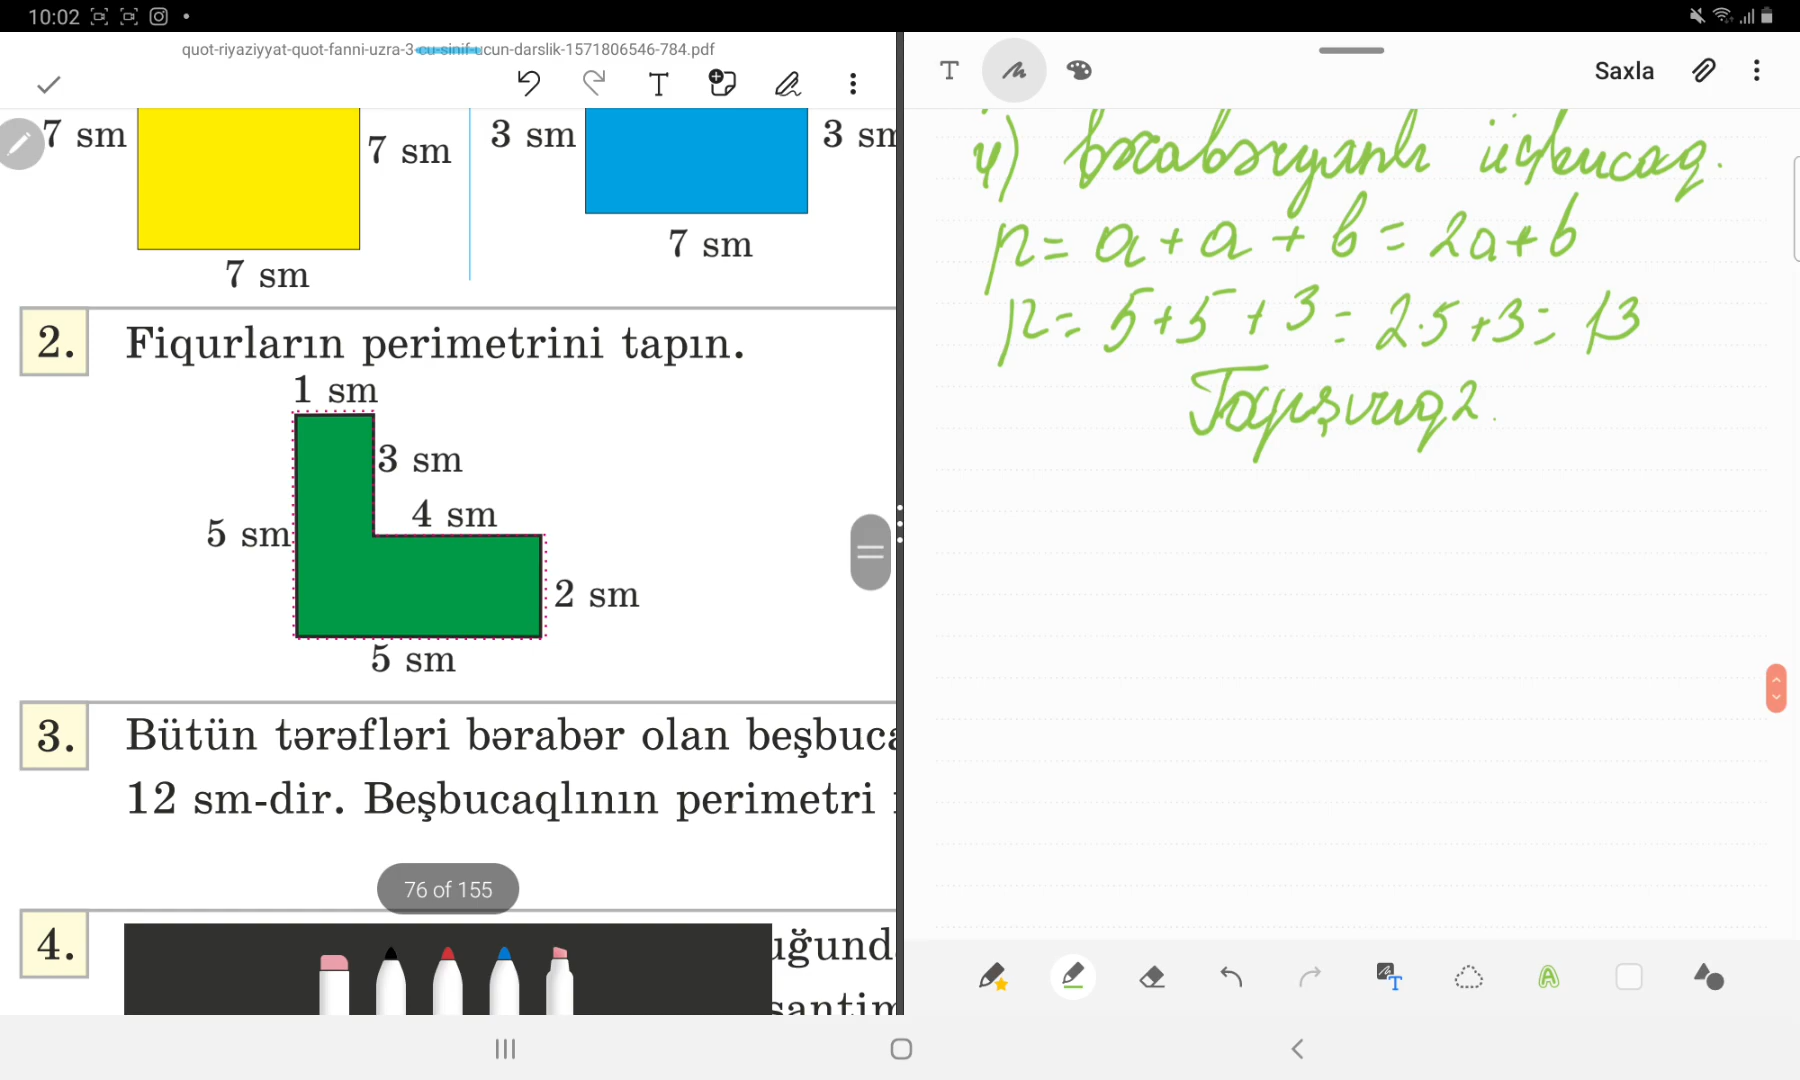 10:02
quot-riyaziyyat-quot-fanni-uzra-3-cu-sinif-ucun-darslik-1571806546-784.pdf
7 sm
7 sm
7 sm
3 sm
3 sm
7 sm
2. Fiqurların perimetrini tapın.
1 sm
3 sm
4 sm
5 sm
2 sm
5 sm
3. Bütün tərəfləri bərabər olan beşbuca
12 sm-dir. Beşbucaqlının perimetri
76 of 155
4.
uğund
santim
Saxla
4) bərabəryanlı üçbucaq.
p = a + a + b = 2a + b
p = 5 + 5 + 3 = 2·5 + 3 = 13
Tapşırıq 2.